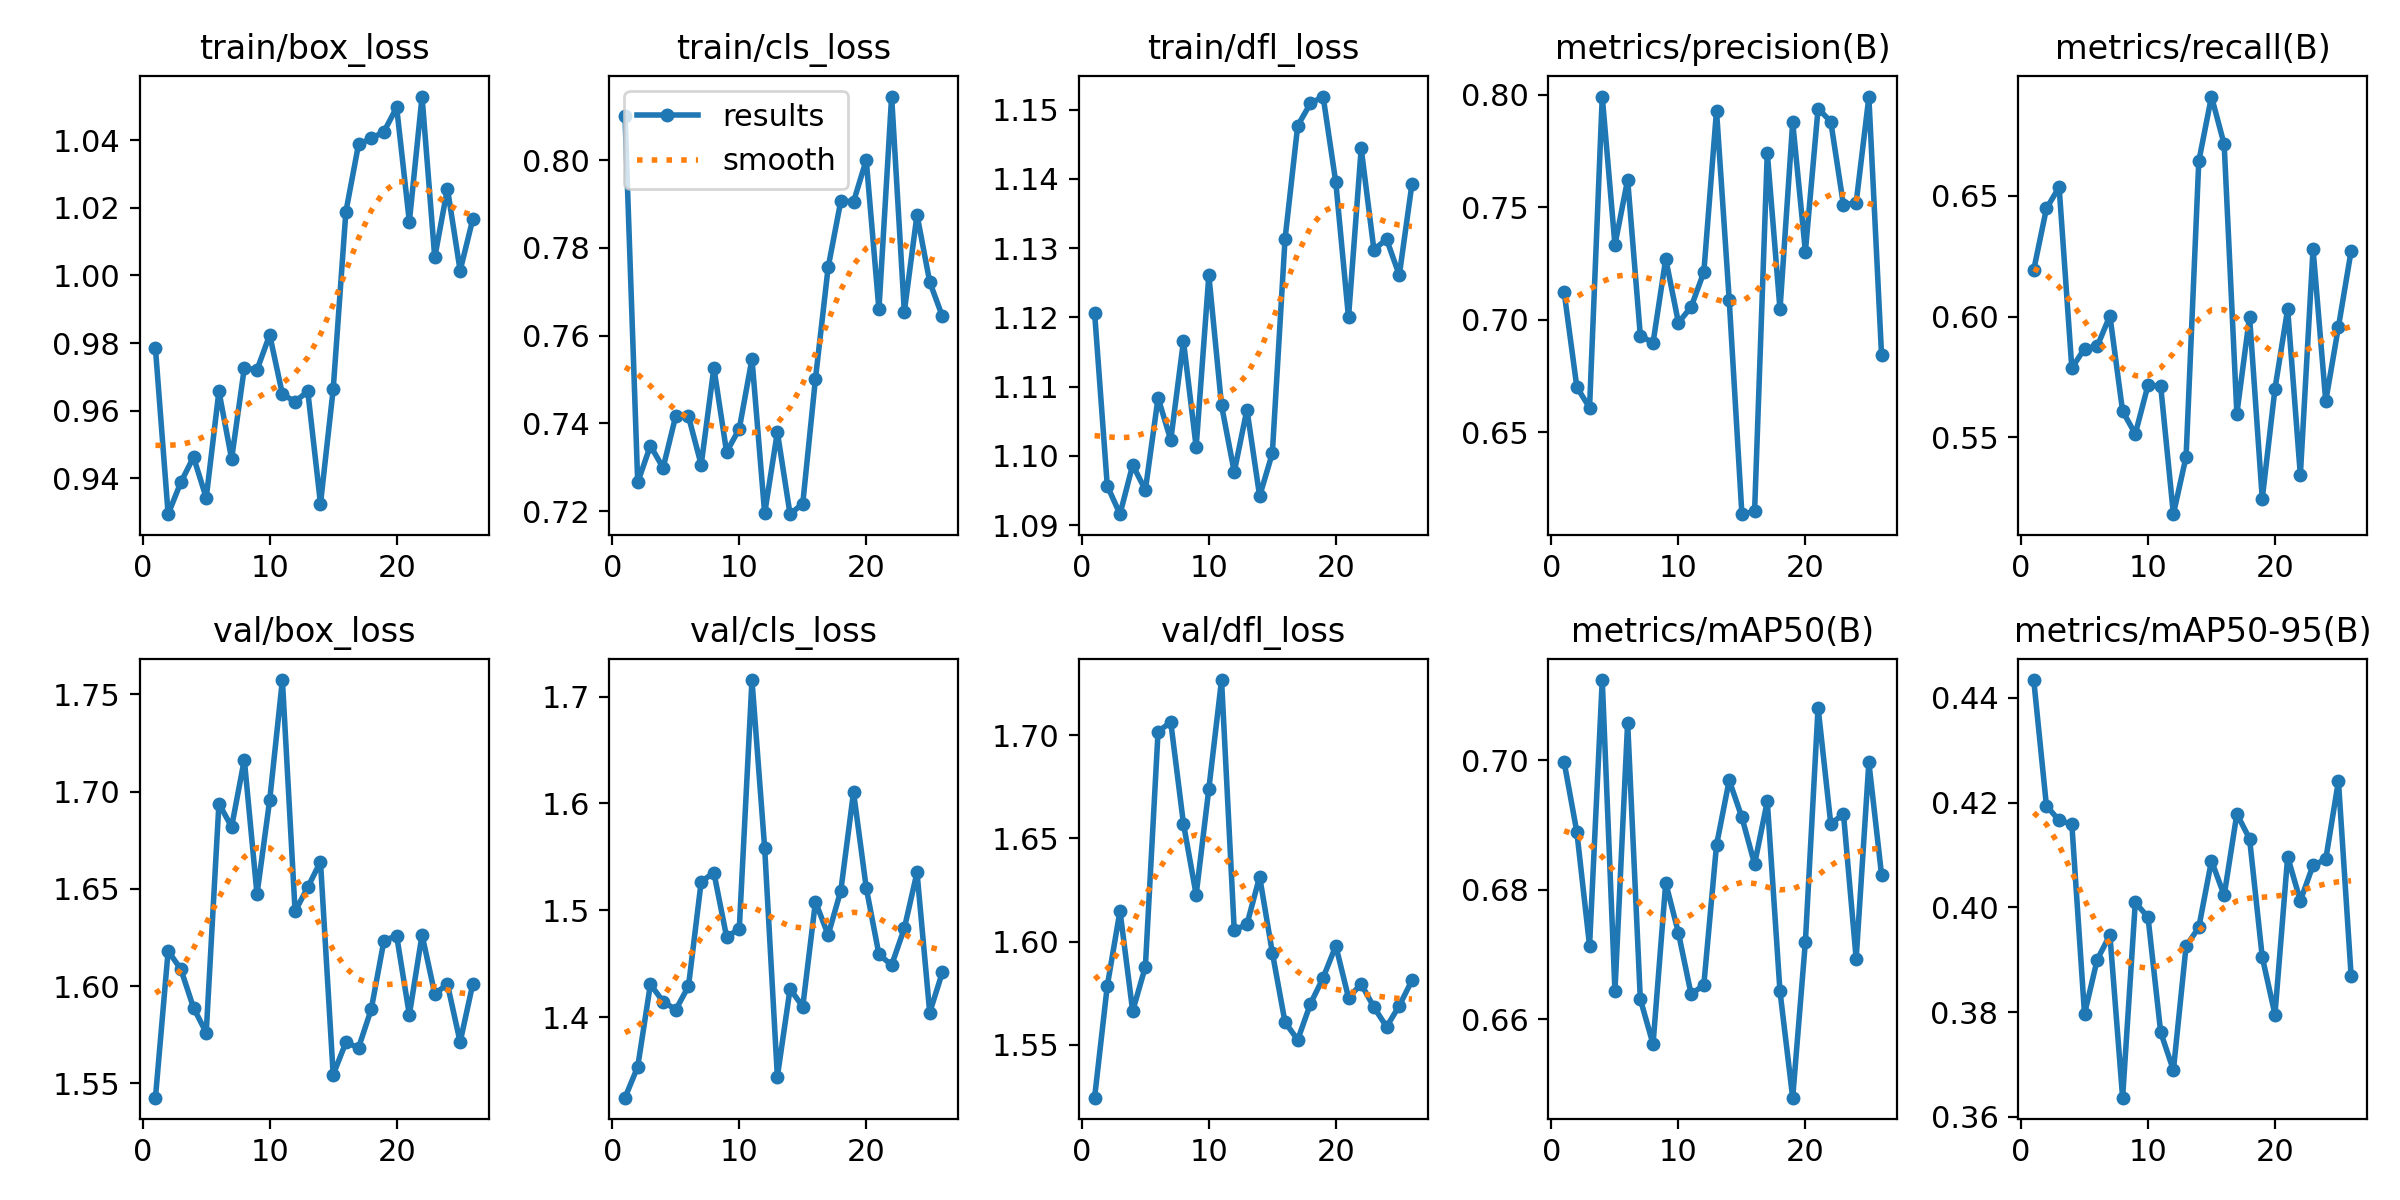 train/box_loss
train/cls_loss
train/dfl_loss
metrics/precision(B)
metrics/recall(B)
1.04
1.02
1.00
0.98
0.96
0.94
0 10 20
results
smooth
0.80
0.78
0.76
0.74
0.72
0 10 20
1.15
1.14
1.13
1.12
1.11
1.10
1.09
0 10 20
0.80
0.75
0.70
0.65
0 10 20
0.65
0.60
0.55
0 10 20
val/box_loss
val/cls_loss
val/dfl_loss
metrics/mAP50(B)
metrics/mAP50-95(B)
1.75
1.70
1.65
1.60
1.55
0 10 20
1.7
1.6
1.5
1.4
0 10 20
1.70
1.65
1.60
1.55
0 10 20
0.70
0.68
0.66
0 10 20
0.44
0.42
0.40
0.38
0.36
0 10 20